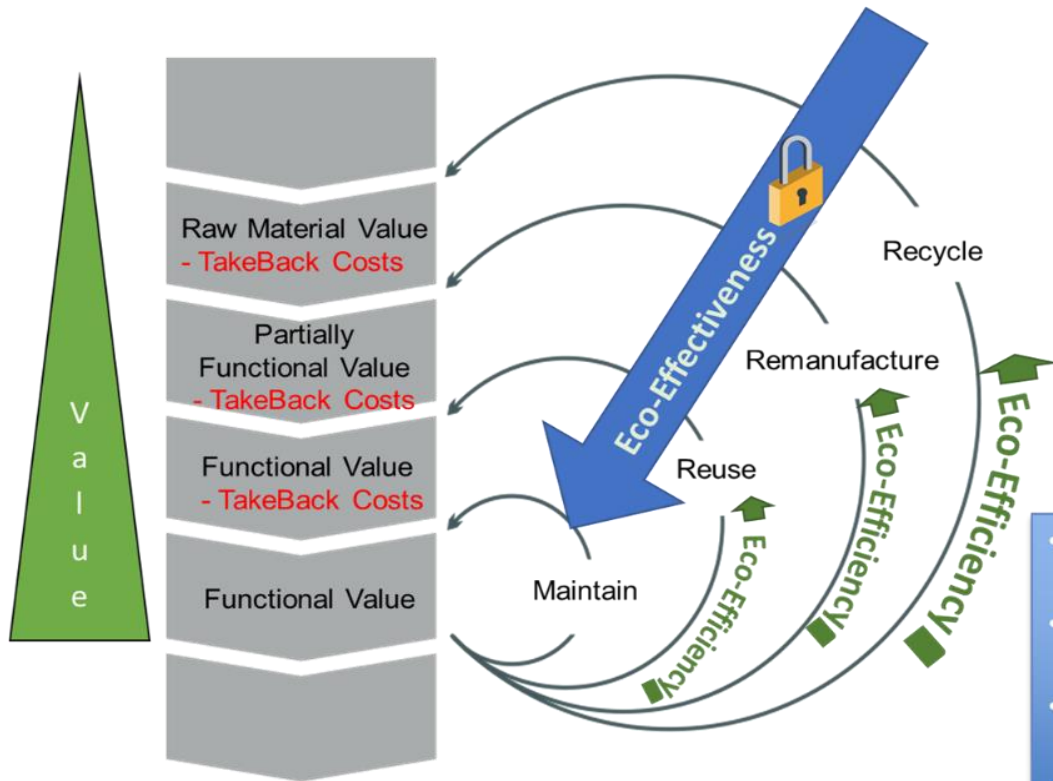 Value
Raw Material Value
- TakeBack Costs
Partially
Functional Value
- TakeBack Costs
Functional Value
- TakeBack Costs
Functional Value
Recycle
Remanufacture
Reuse
Maintain
Eco-Effectiveness
Eco-Efficiency
Eco-Efficiency
Eco-Efficiency